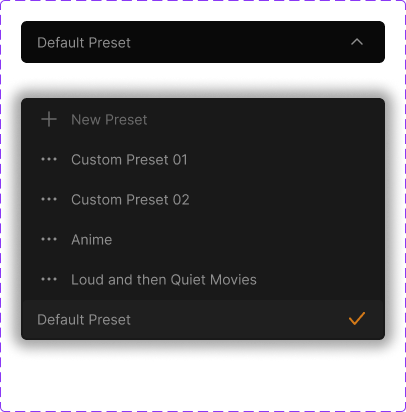 Default Preset
New Preset
Custom Preset 01
Custom Preset 02
Anime
Loud and then Quiet Movies
Default Preset